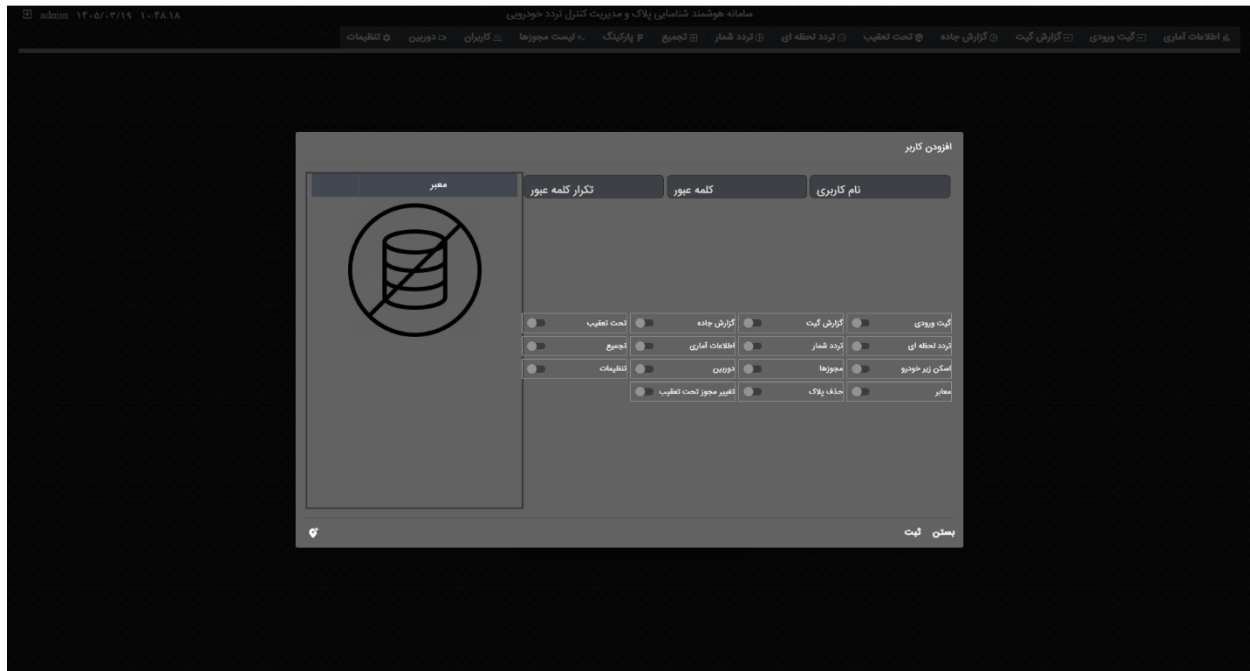 سامانه هوشمند شناسایی پلاک و مدیریت کنترل تردد خودرویی
admin ۱۴۰۵/۰۳/۱۹ ۱۰:۴۸:۱۸
اطلاعات آماری گیت ورودی گزارش گیت گزارش جاده تحت تعقیب تردد لحظه ای تردد شمار تجمیع پارکینگ لیست مجوزها کاربران دوربین تنظیمات
افزودن کاربر
نام کاربری کلمه عبور تکرار کلمه عبور معبر
گیت ورودی گزارش گیت گزارش جاده تحت تعقیب
تردد لحظه ای تردد شمار اطلاعات آماری تجمیع
اسکن زیر خودرو مجوزها دوربین تنظیمات
معابر حذف پلاک تغییر مجوز تحت تعقیب
بستن ثبت